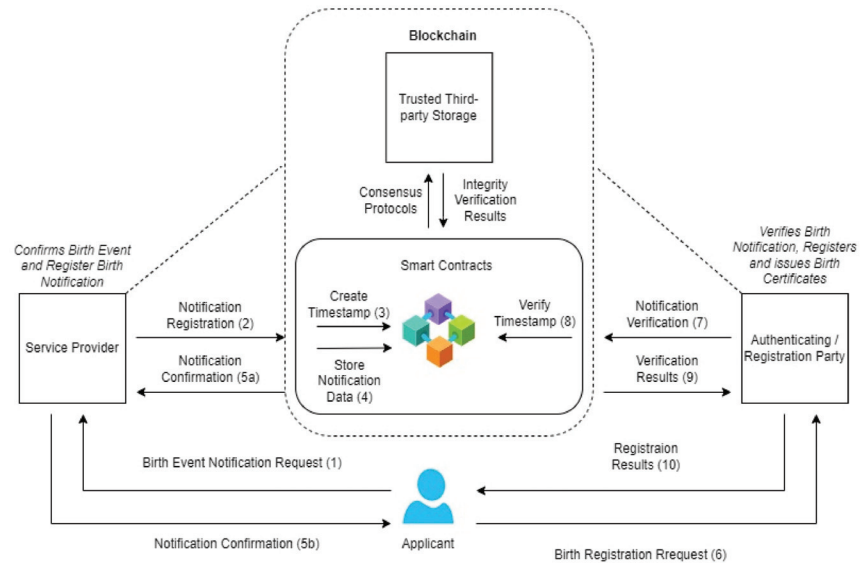 Blockchain
Trusted Third-
party Storage
Consensus
Protocols
Integrity
Verification
Results
Confirms Birth Event
and Register Birth
Notification
Verifies Birth
Notification, Registers
and issues Birth
Certificates
Smart Contracts
Service Provider
Notification
Registration (2)
Notification
Confirmation (5a)
Create
Timestamp (3)
Store
Notification
Data (4)
Verify
Timestamp (8)
Notification
Verification (7)
Verification
Results (9)
Authenticating /
Registration Party
Birth Event Notification Request (1)
Registraion
Results (10)
Notification Confirmation (5b)
Applicant
Birth Registration Rrequest (6)